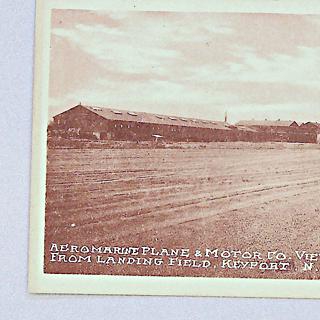 AEROMARINE PLANE & MOTOR CO. VIE
FROM LANDING FIELD, KEYPORT, N.